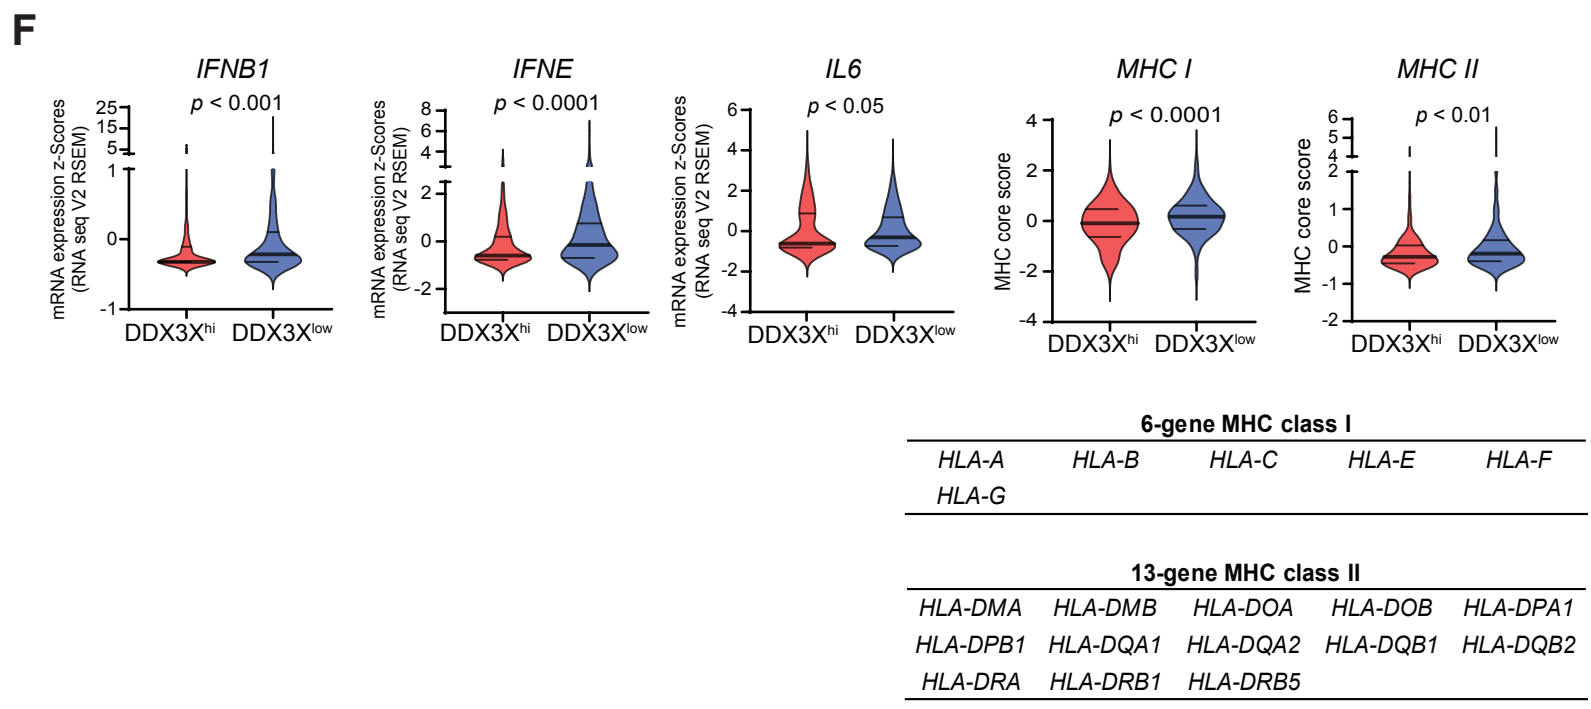 F
IFNB1
p < 0.001
mRNA expression z-Scores
(RNA seq V2 RSEM)
25
15
5
1
0
-1
DDX3Xhi DDX3Xlow
IFNE
p < 0.0001
mRNA expression z-Scores
(RNA seq V2 RSEM)
8
6
4
2
0
-2
DDX3Xhi DDX3Xlow
IL6
p < 0.05
mRNA expression z-Scores
(RNA seq V2 RSEM)
6
4
2
0
-2
-4
DDX3Xhi DDX3Xlow
MHC I
p < 0.0001
MHC core score
4
2
0
-2
-4
DDX3Xhi DDX3Xlow
MHC II
p < 0.01
MHC core score
6
5
4
2
1
0
-1
-2
DDX3Xhi DDX3Xlow
6-gene MHC class I
HLA-A HLA-B HLA-C HLA-E HLA-F
HLA-G
13-gene MHC class II
HLA-DMA HLA-DMB HLA-DOA HLA-DOB HLA-DPA1
HLA-DPB1 HLA-DQA1 HLA-DQA2 HLA-DQB1 HLA-DQB2
HLA-DRA HLA-DRB1 HLA-DRB5